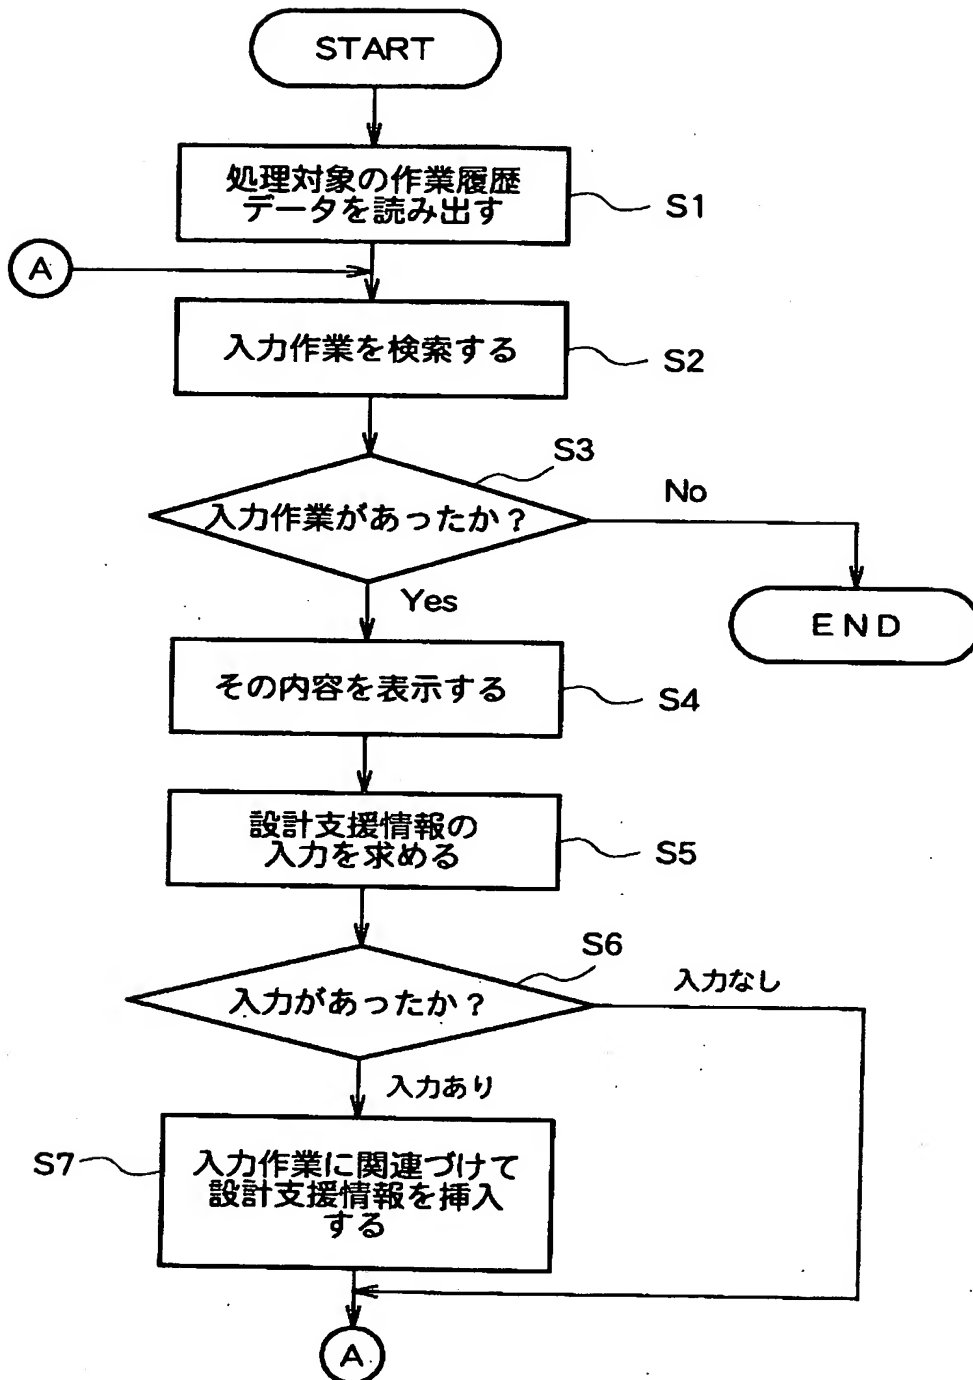 START
処理対象の作業履歴
データを読み出す
S1
A
入力作業を検索する
S2
S3
入力作業があったか？
No
Yes
END
その内容を表示する
S4
設計支援情報の
入力を求める
S5
S6
入力があったか？
入力なし
入力あり
S7
入力作業に関連づけて
設計支援情報を挿入
する
A